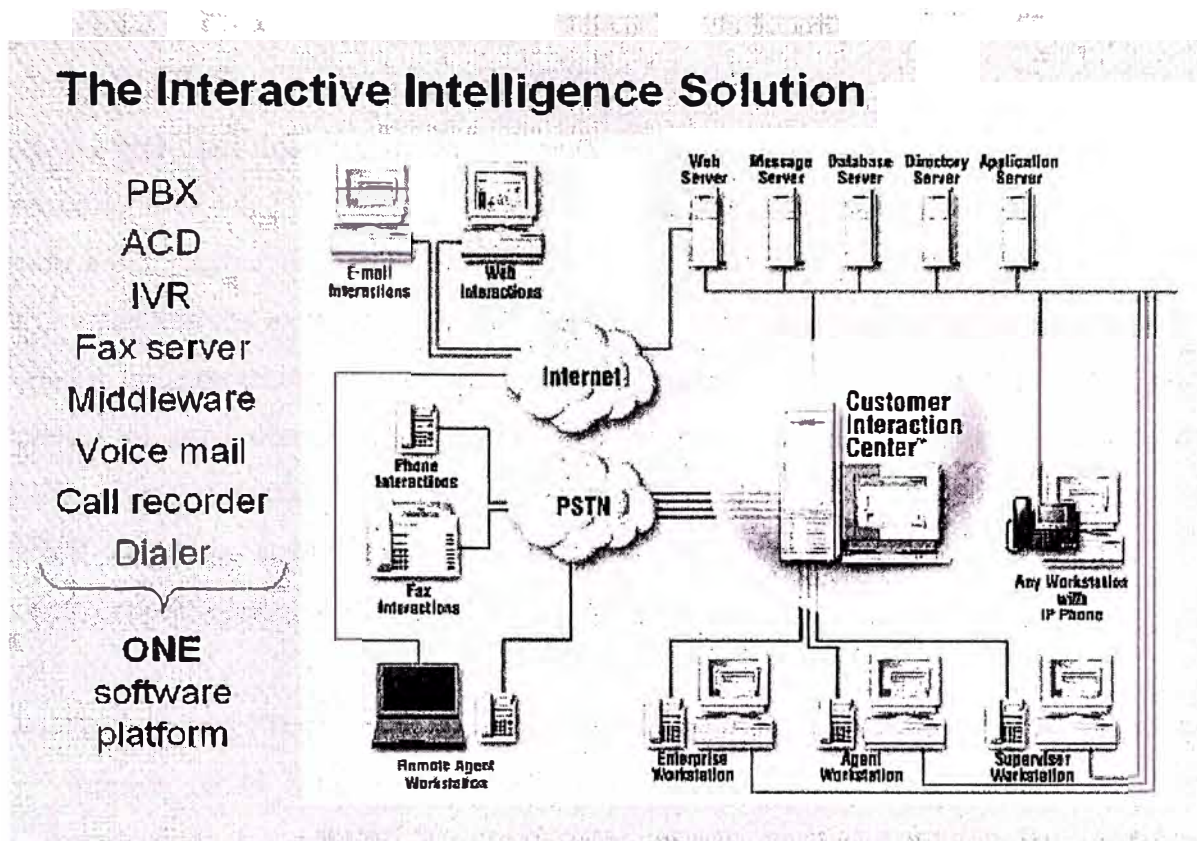 The Interactive Intelligence Solution
PBX
ACD
IVR
Fax server
Middleware
Voice mail
Call recorder
Dialer
ONE
software
platform
E-mail
Interactions
Web
Interactions
Web
Server
Message
Server
Database
Server
Directory
Server
Application
Server
Internet
Phone
Interactions
PSTN
Fax
Interactions
Customer
Interaction
Center™
Any Workstation
with
IP Phone
Remote Agent
Workstation
Enterprise
Workstation
Agent
Workstation
Supervisor
Workstation